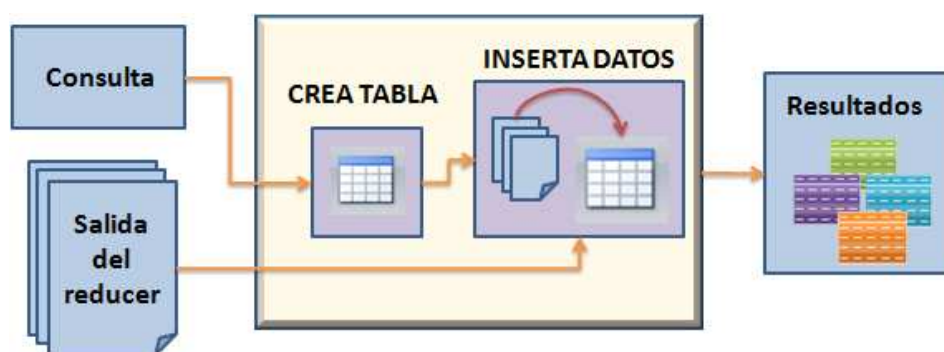 Consulta
Salida
del
reducer
CREA TABLA
INSERTA DATOS
Resultados